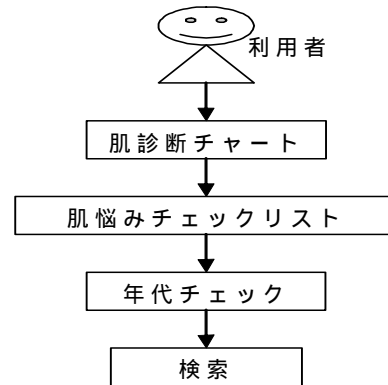 利用者
肌診断チャート
肌悩みチェックリスト
年代チェック
検索